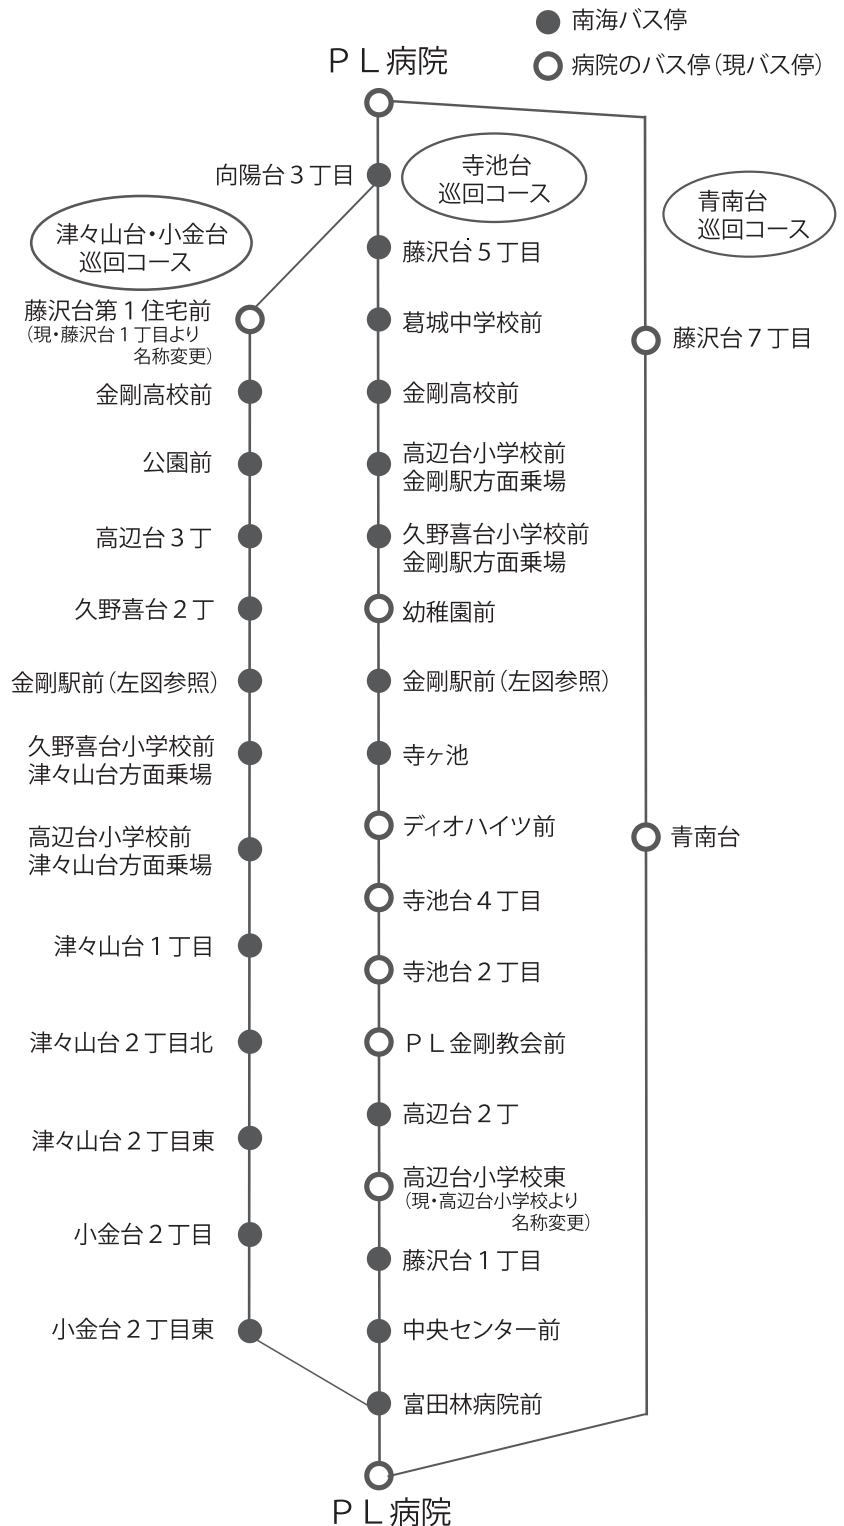 南海バス停
病院のバス停（現バス停）
ＰＬ病院
向陽台３丁目
寺池台
巡回コース
青南台
巡回コース
津々山台・小金台
巡回コース
藤沢台５丁目
藤沢台第１住宅前
（現・藤沢台１丁目より
名称変更）
葛城中学校前
藤沢台７丁目
金剛高校前
金剛高校前
公園前
高辺台小学校前
金剛駅方面乗場
高辺台３丁
久野喜台小学校前
金剛駅方面乗場
久野喜台２丁
幼稚園前
金剛駅前（左図参照）
金剛駅前（左図参照）
久野喜台小学校前
津々山台方面乗場
寺ヶ池
高辺台小学校前
津々山台方面乗場
ディオハイツ前
青南台
寺池台４丁目
津々山台１丁目
寺池台２丁目
津々山台２丁目北
ＰＬ金剛教会前
高辺台２丁
津々山台２丁目東
高辺台小学校東
（現・高辺台小学校より
名称変更）
小金台２丁目
藤沢台１丁目
小金台２丁目東
中央センター前
富田林病院前
ＰＬ病院